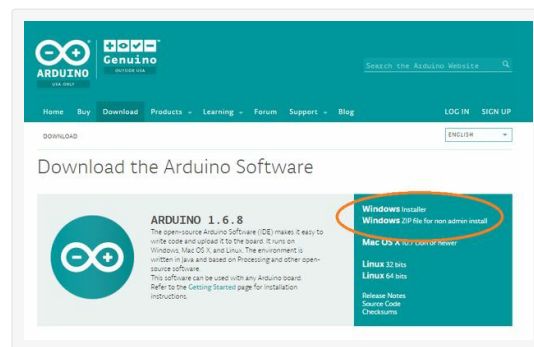 ARDUINO
USA ONLY
Genuino
OUTSIDE USA
Search the Arduino Website
Home Buy Download Products Learning Forum Support Blog
LOG IN SIGN UP
DOWNLOAD
ENGLISH
Download the Arduino Software
ARDUINO 1.6.8
The open-source Arduino Software (IDE) makes it easy to
write code and upload it to the board. It runs on
Windows, Mac OS X, and Linux. The environment is
written in Java and based on Processing and other open-
source software.
This software can be used with any Arduino board.
Refer to the Getting Started page for Installation
instructions.
Windows Installer
Windows ZIP file for non admin install
Mac OS X 10.7 Lion or newer
Linux 32 bits
Linux 64 bits
Release Notes
Source Code
Checksums